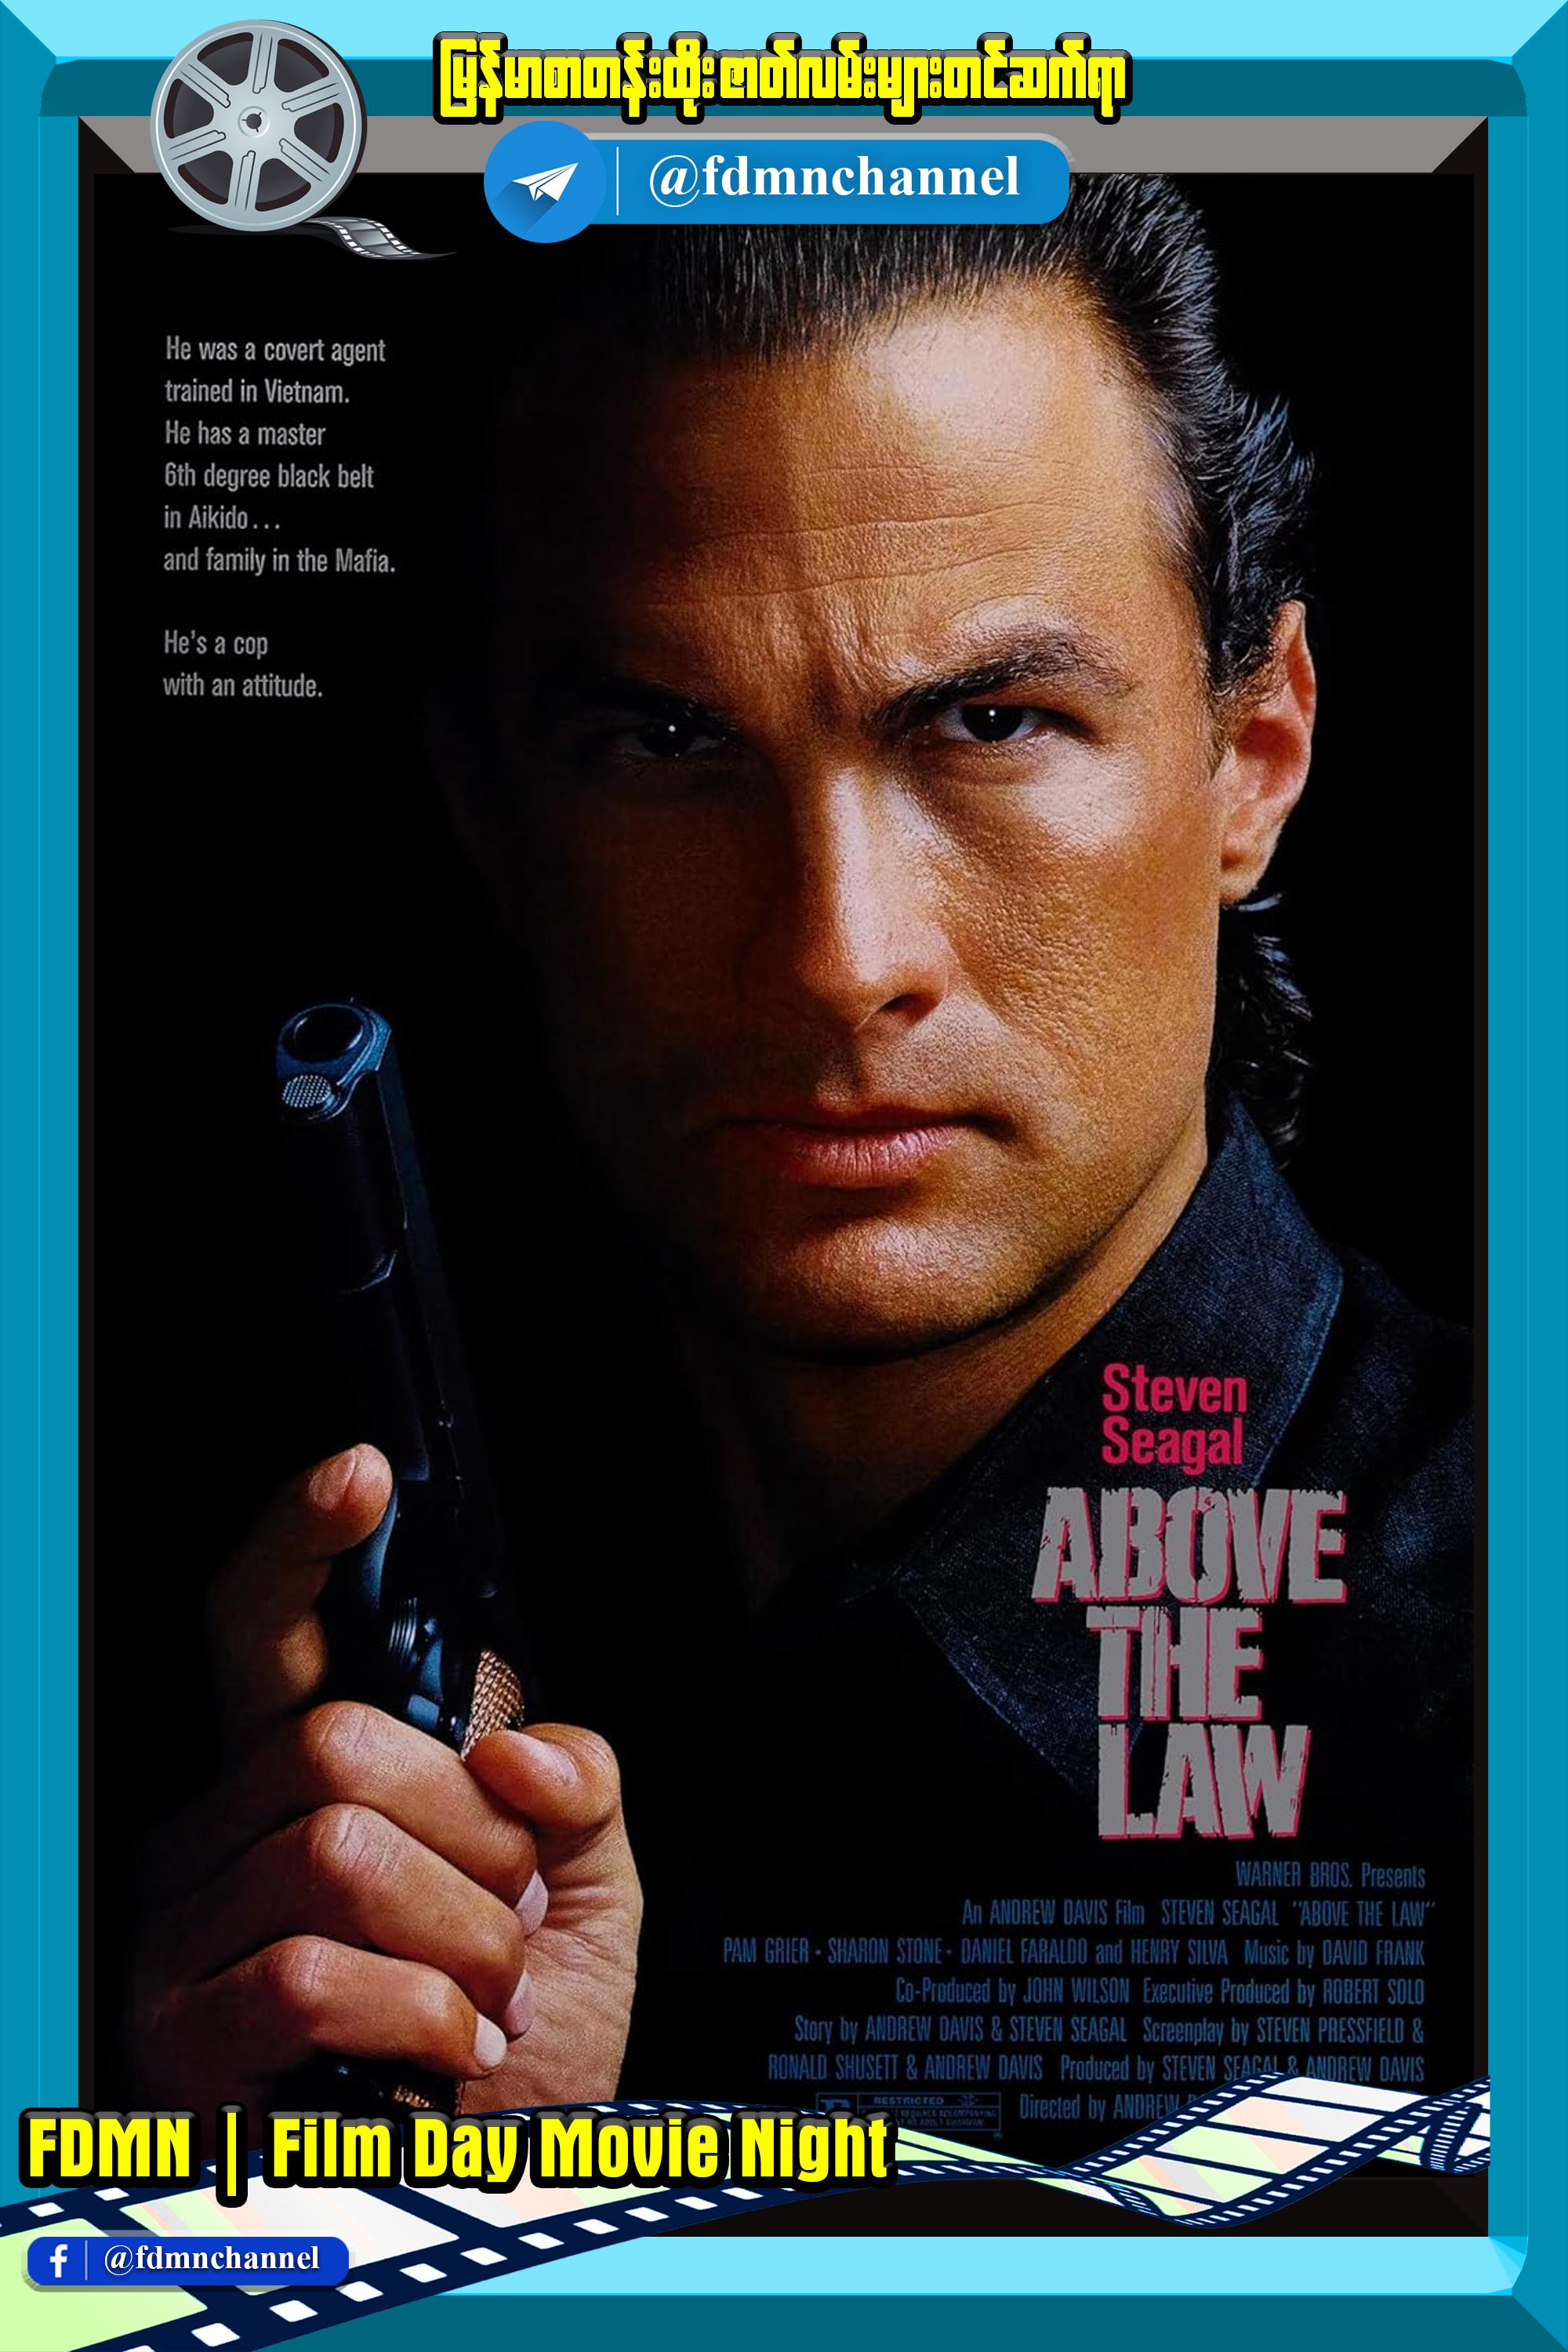 မြန်မာစာတန်းထိုး ဇာတ်လမ်းများတင်ဆက်ရာ
@fdmnchannel
He was a covert agent
trained in Vietnam.
He has a master
6th degree black belt
in Aikido...
and family in the Mafia.
He's a cop
with an attitude.
Steven
Seagal
ABOVE
THE
LAW
WARNER BROS. Presents
An ANDREW DAVIS Film STEVEN SEAGAL "ABOVE THE LAW"
PAM GRIER • SHARON STONE • DANIEL FARALDO and HENRY SILVA Music by DAVID FRANK
Co-Produced by JOHN WILSON Executive Produced by ROBERT SOLO
Story by ANDREW DAVIS & STEVEN SEAGAL Screenplay by STEVEN PRESSFIELD &
RONALD SHUSETT & ANDREW DAVIS Produced by STEVEN SEAGAL & ANDREW DAVIS
RESTRICTED
Directed by ANDREW
FDMN | Film Day Movie Night
f @fdmnchannel